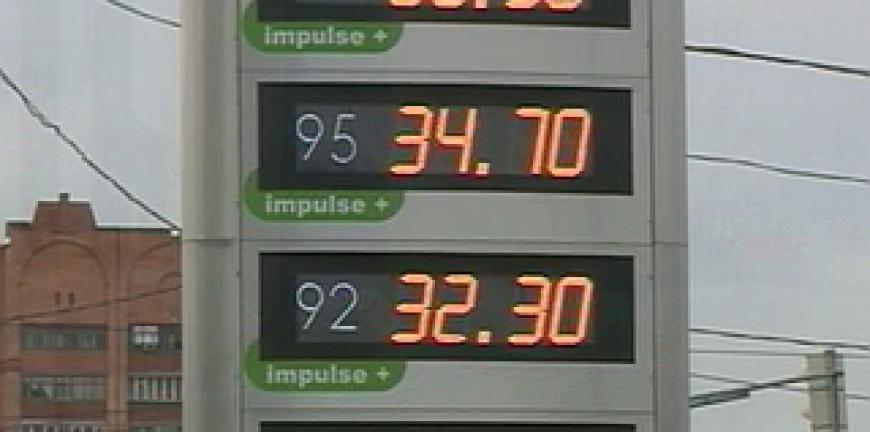 impulse +
95 34.70
impulse +
92 32.30
impulse +